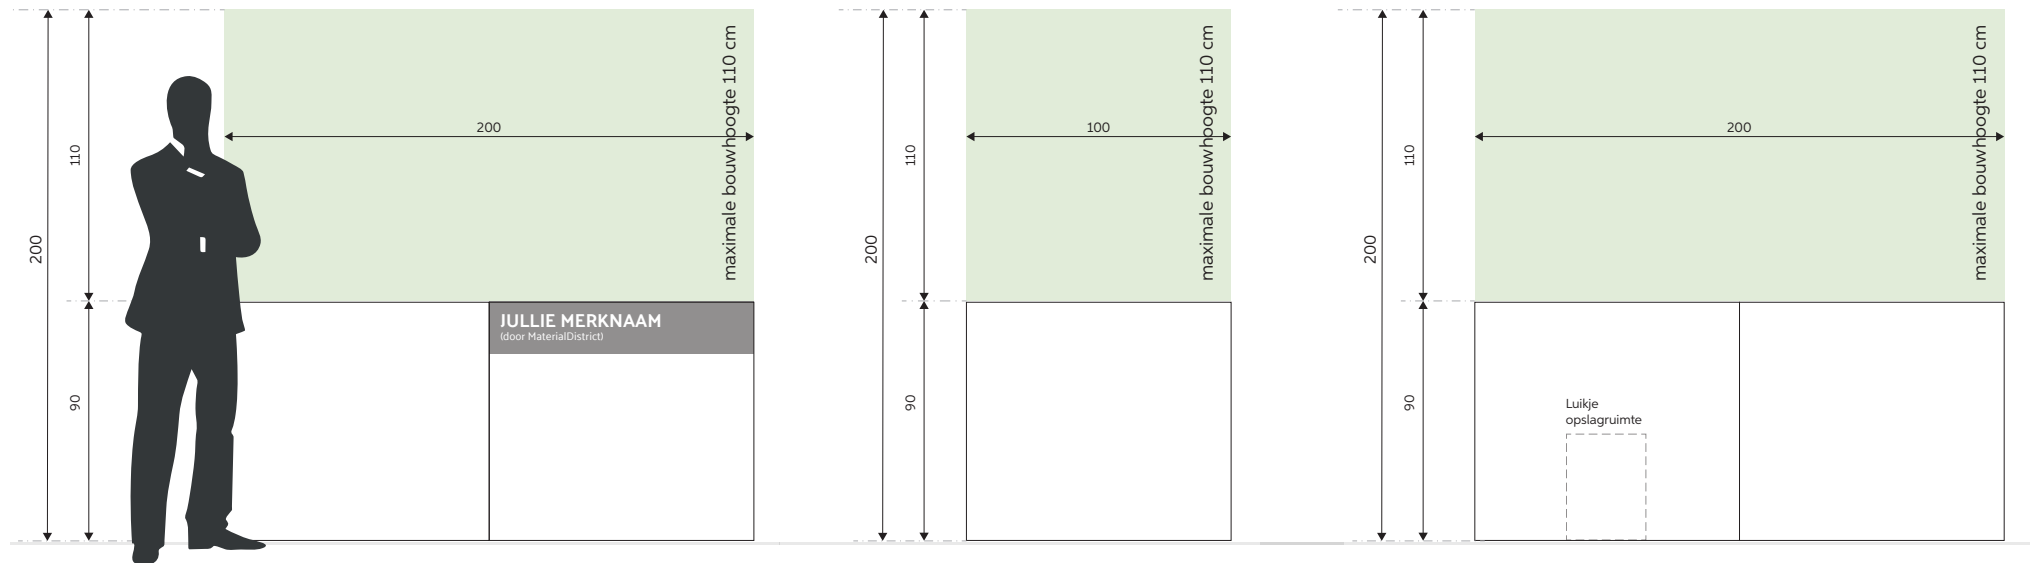 200
110
90
200
maximale bouwhoogte 110 cm
JULLIE MERKNAAM
(door MaterialDistrict)
200
110
90
100
maximale bouwhoogte 110 cm
200
110
90
200
maximale bouwhoogte 110 cm
Luikje
opslagruimte